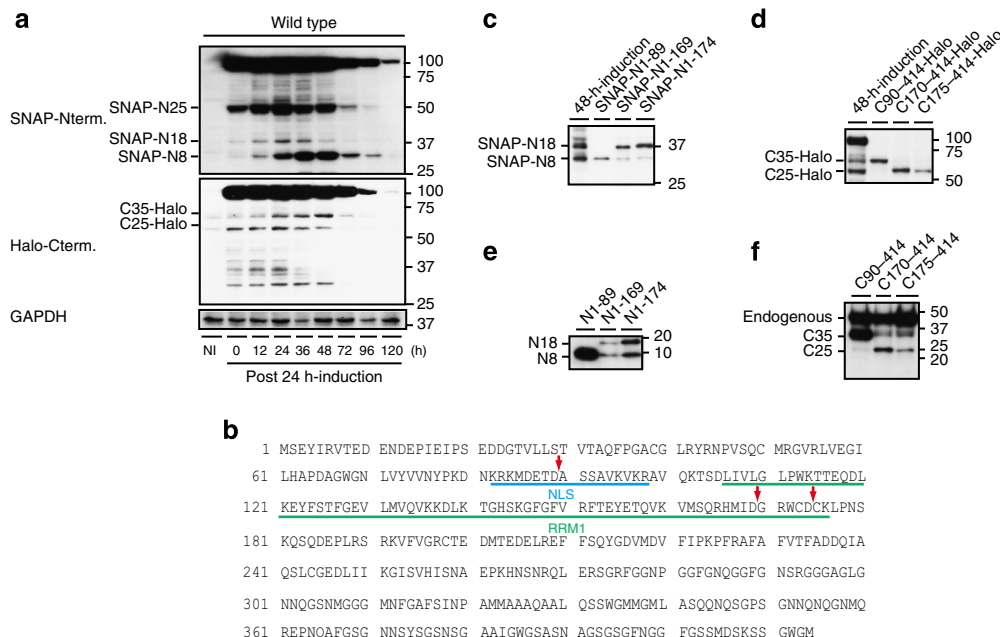 a
Wild type
SNAP-Nterm.
SNAP-N25
SNAP-N18
SNAP-N8
100
75
50
37
25
Halo-Cterm.
C35-Halo
C25-Halo
100
75
50
37
25
GAPDH
37
NI 0 12 24 36 48 72 96 120 (h)
Post 24 h-induction
c
48-h-induction
SNAP-N1-89
SNAP-N1-169
SNAP-N1-174
SNAP-N18
SNAP-N8
37
25
d
48-h-induction
C90–414-Halo
C170–414-Halo
C175–414-Halo
C35-Halo
C25-Halo
100
75
50
e
N1-89
N1-169
N1-174
N18
N8
20
10
f
C90–414
C170–414
C175–414
Endogenous
C35
C25
50
37
25
20
b
1 MSEYIRVTED ENDEPIEIPS EDDGTVLLST VTAQFPGACG LRYRNPVSQC MRGVRLVEGI
61 LHAPDAGWGN LVYVVNYPKD NKRKMDETDA SSAVKVKRAV QKTSDLIVLG LPWKTTEQDL
NLS
121 KEYFSTFGEV LMVQVKKDLK TGHSKGFGFV RFTEYETQVK VMSQRHMIDG RWCDCKLPNS
RRM1
181 KQSQDEPLRS RKVFVGRCTE DMTEDELREF FSQYGDVMDV FIPKPFRAFA FVTFADDQIA
241 QSLCGEDLII KGISVHISNA EPKHNSNRQL ERSGRFGGNP GGFGNQGGFG NSRGGGAGLG
301 NNQGSNMGGG MNFGAFSINP AMMAAAQAAL QSSWGMMGML ASQQNQSGPS GNNQNQGNMQ
361 REPNQAFGSG NNSYSGSNSG AAIGWGSASN AGSGSGFNGG FGSSMDSKSS GWGM